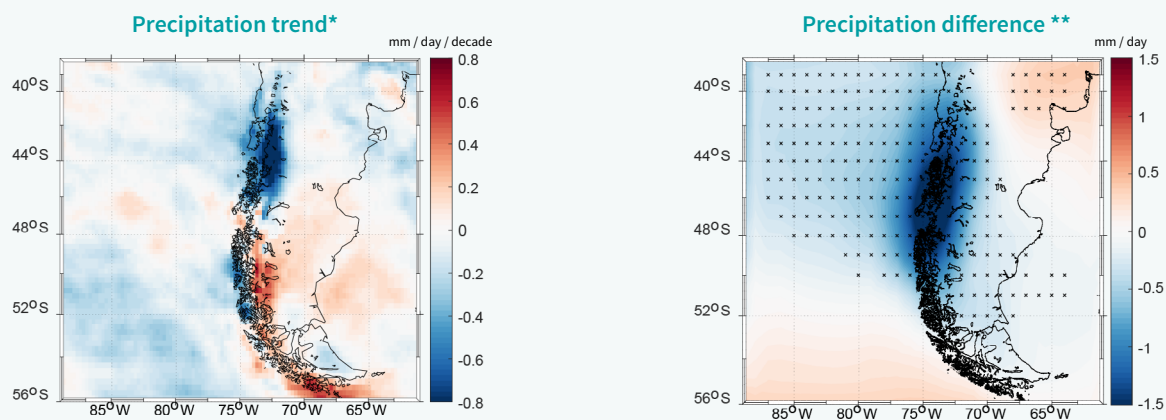 Precipitation trend*
mm / day / decade
0.8
0.6
0.4
0.2
0
-0.2
-0.4
-0.6
-0.8
40°S
44°S
48°S
52°S
56°S
85°W
80°W
75°W
70°W
65°W
Precipitation difference **
mm / day
1.5
1
0.5
0
-0.5
-1
-1.5
40°S
44°S
48°S
52°S
56°S
85°W
80°W
75°W
70°W
65°W